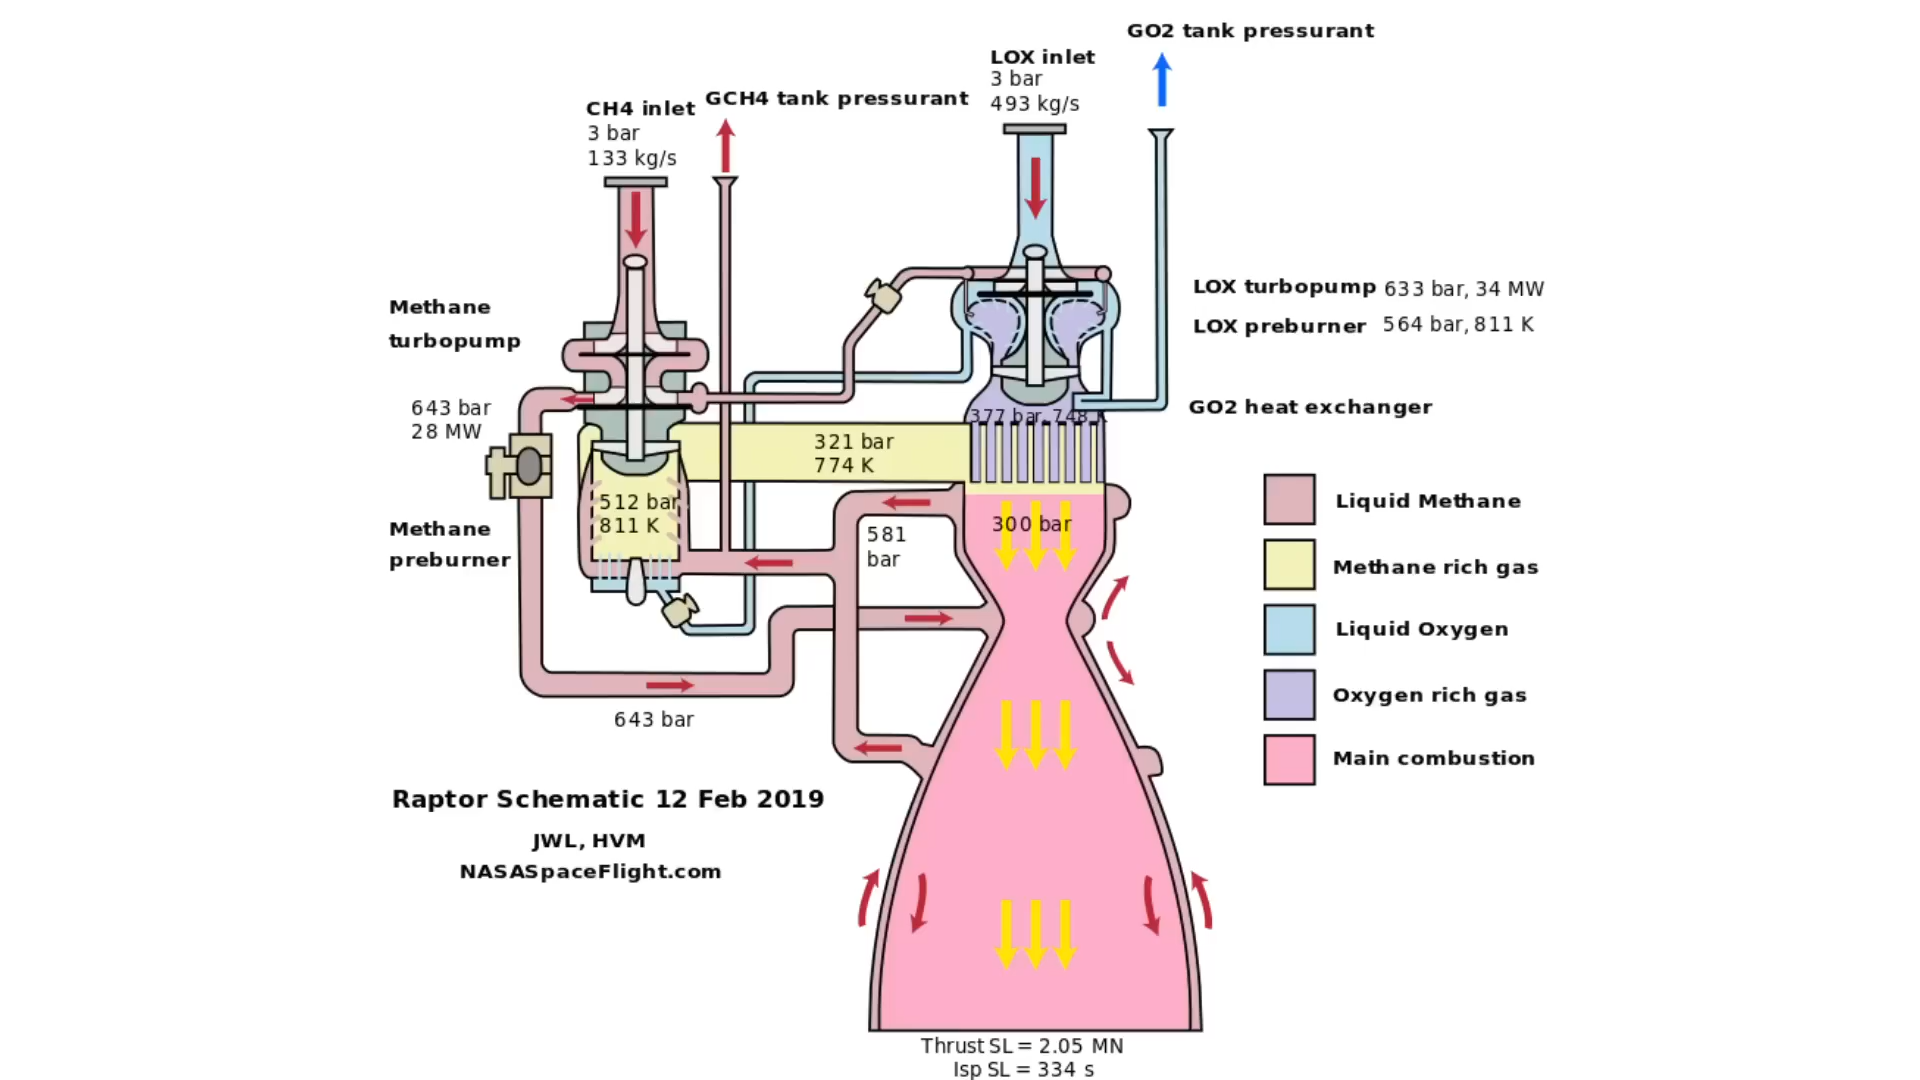 GO2 tank pressurant
LOX inlet
3 bar
493 kg/s
GCH4 tank pressurant
CH4 inlet
3 bar
133 kg/s
LOX turbopump 633 bar, 34 MW
LOX preburner 564 bar, 811 K
Methane
turbopump
643 bar
28 MW
GO2 heat exchanger
377 bar, 748 K
321 bar
774 K
512 bar
811 K
Methane
preburner
300 bar
581
bar
643 bar
Liquid Methane
Methane rich gas
Liquid Oxygen
Oxygen rich gas
Main combustion
Raptor Schematic 12 Feb 2019
JWL, HVM
NASASpaceFlight.com
Thrust SL = 2.05 MN
Isp SL = 334 s